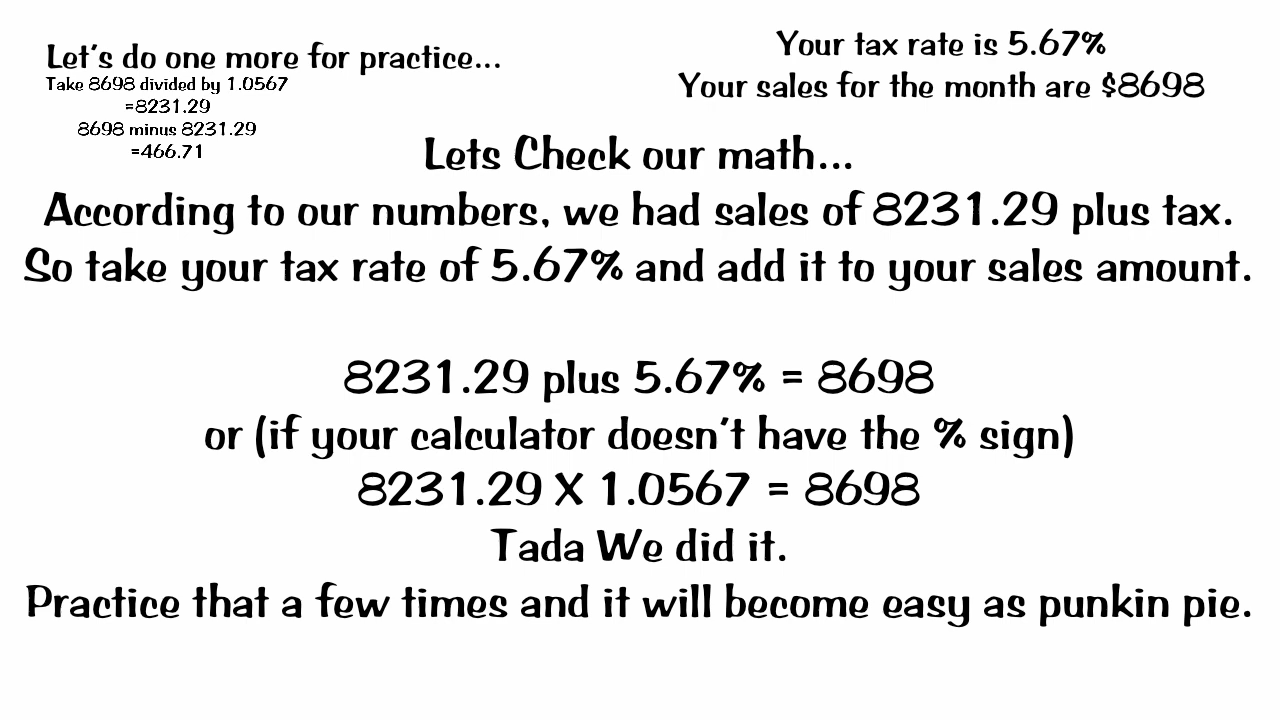 Let's do one more for practice...
Take 8698 divided by 1.0567
=8231.29
8698 minus 8231.29
=466.71
Your tax rate is 5.67%
Your sales for the month are $8698
Lets Check our math...
According to our numbers, we had sales of 8231.29 plus tax.
So take your tax rate of 5.67% and add it to your sales amount.
8231.29 plus 5.67% = 8698
or (if your calculator doesn't have the % sign)
8231.29 X 1.0567 = 8698
Tada We did it.
Practice that a few times and it will become easy as punkin pie.